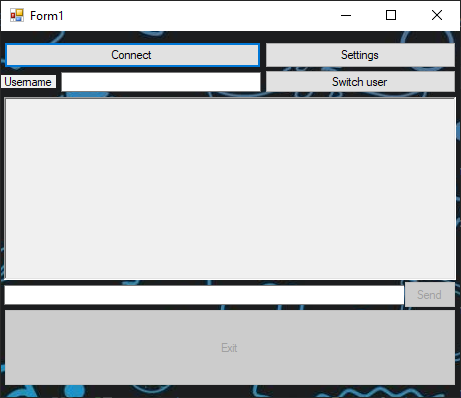 Form1
Connect
Settings
Username
Switch user
Send
Exit